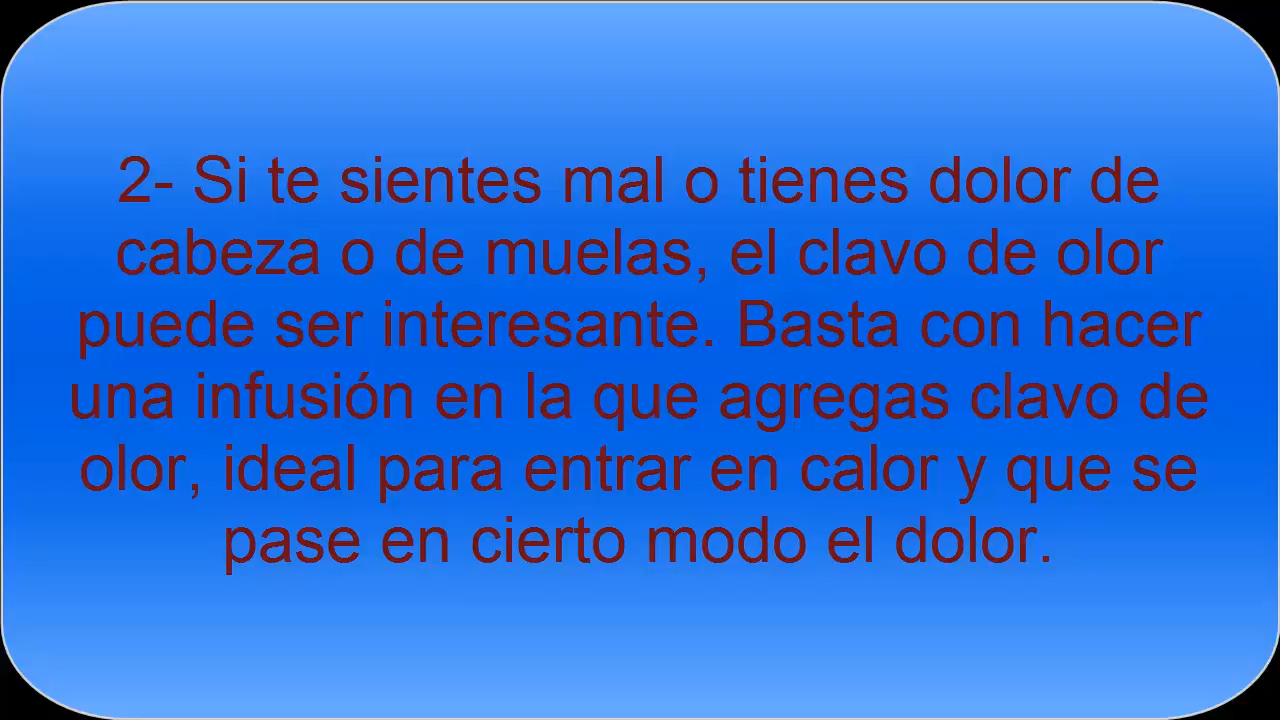 2- Si te sientes mal o tienes dolor de
cabeza o de muelas, el clavo de olor
puede ser interesante. Basta con hacer
una infusión en la que agregas clavo de
olor, ideal para entrar en calor y que se
pase en cierto modo el dolor.